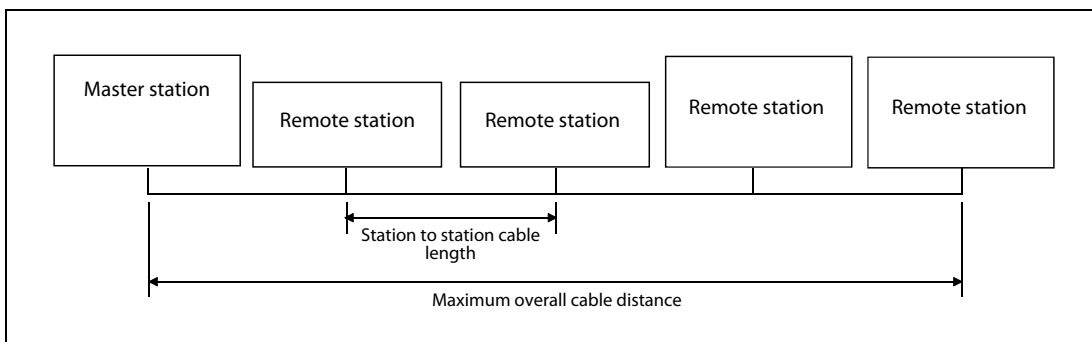 Master station
Remote station
Remote station
Remote station
Remote station
Station to station cable
length
Maximum overall cable distance